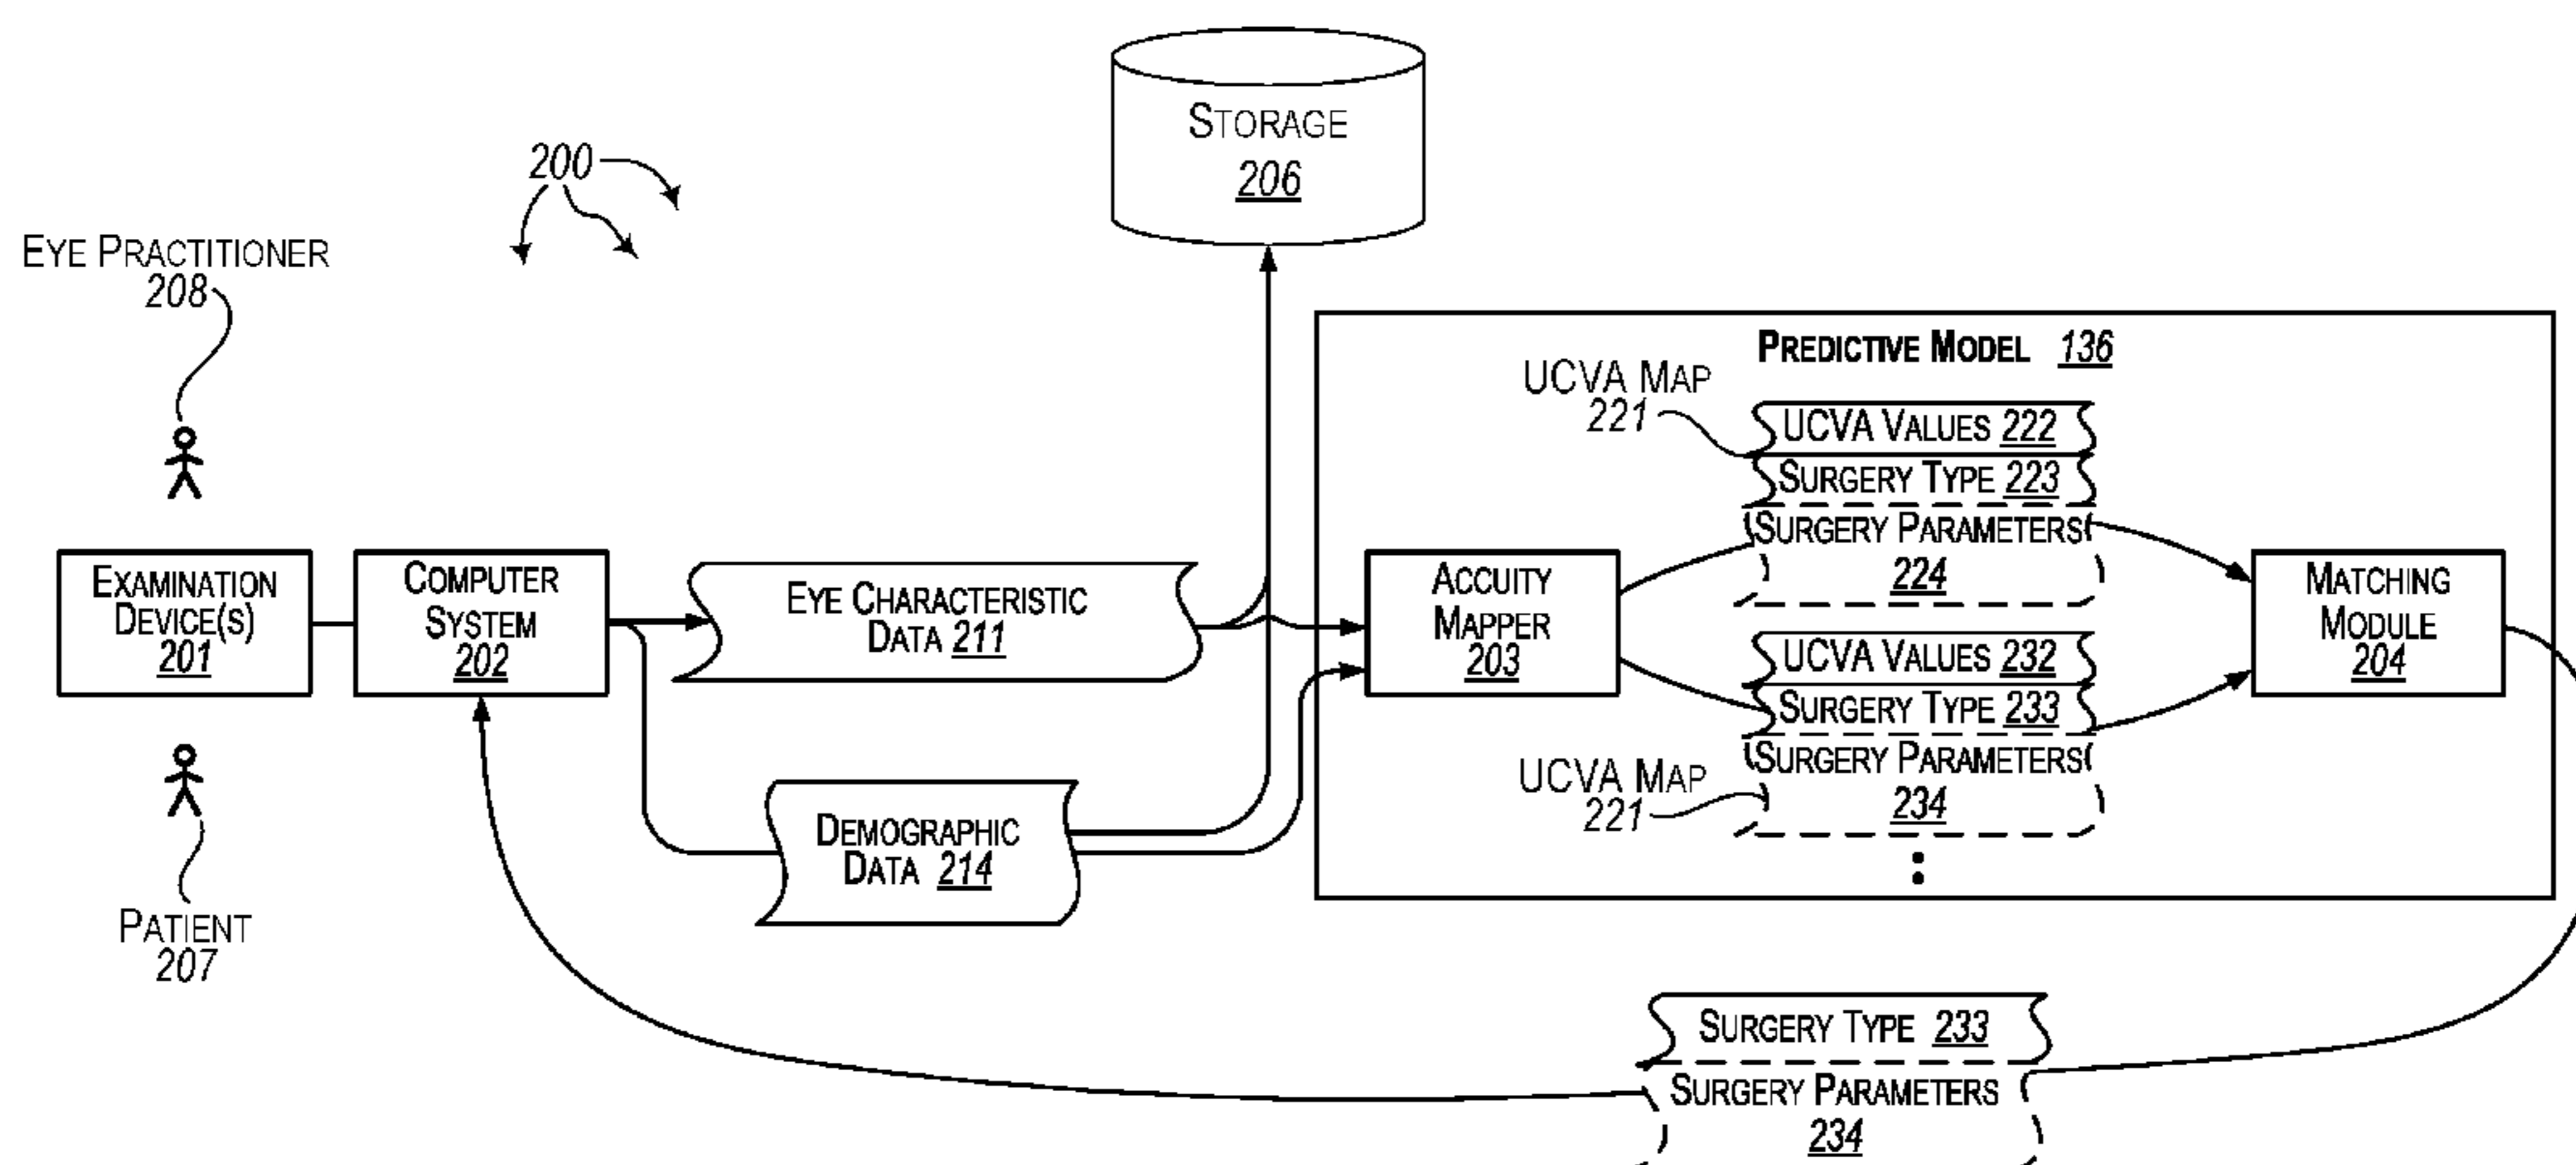 STORAGE
206
200
EYE PRACTITIONER
208
PREDICTIVE MODEL 136
UCVA MAP
221
UCVA VALUES 222
SURGERY TYPE 223
SURGERY PARAMETERS
224
EXAMINATION
DEVICE(S)
201
COMPUTER
SYSTEM
202
EYE CHARACTERISTIC
DATA 211
ACCUITY
MAPPER
203
MATCHING
MODULE
204
UCVA VALUES 232
SURGERY TYPE 233
SURGERY PARAMETERS
234
UCVA MAP
221
DEMOGRAPHIC
DATA 214
PATIENT
207
SURGERY TYPE 233
SURGERY PARAMETERS
234